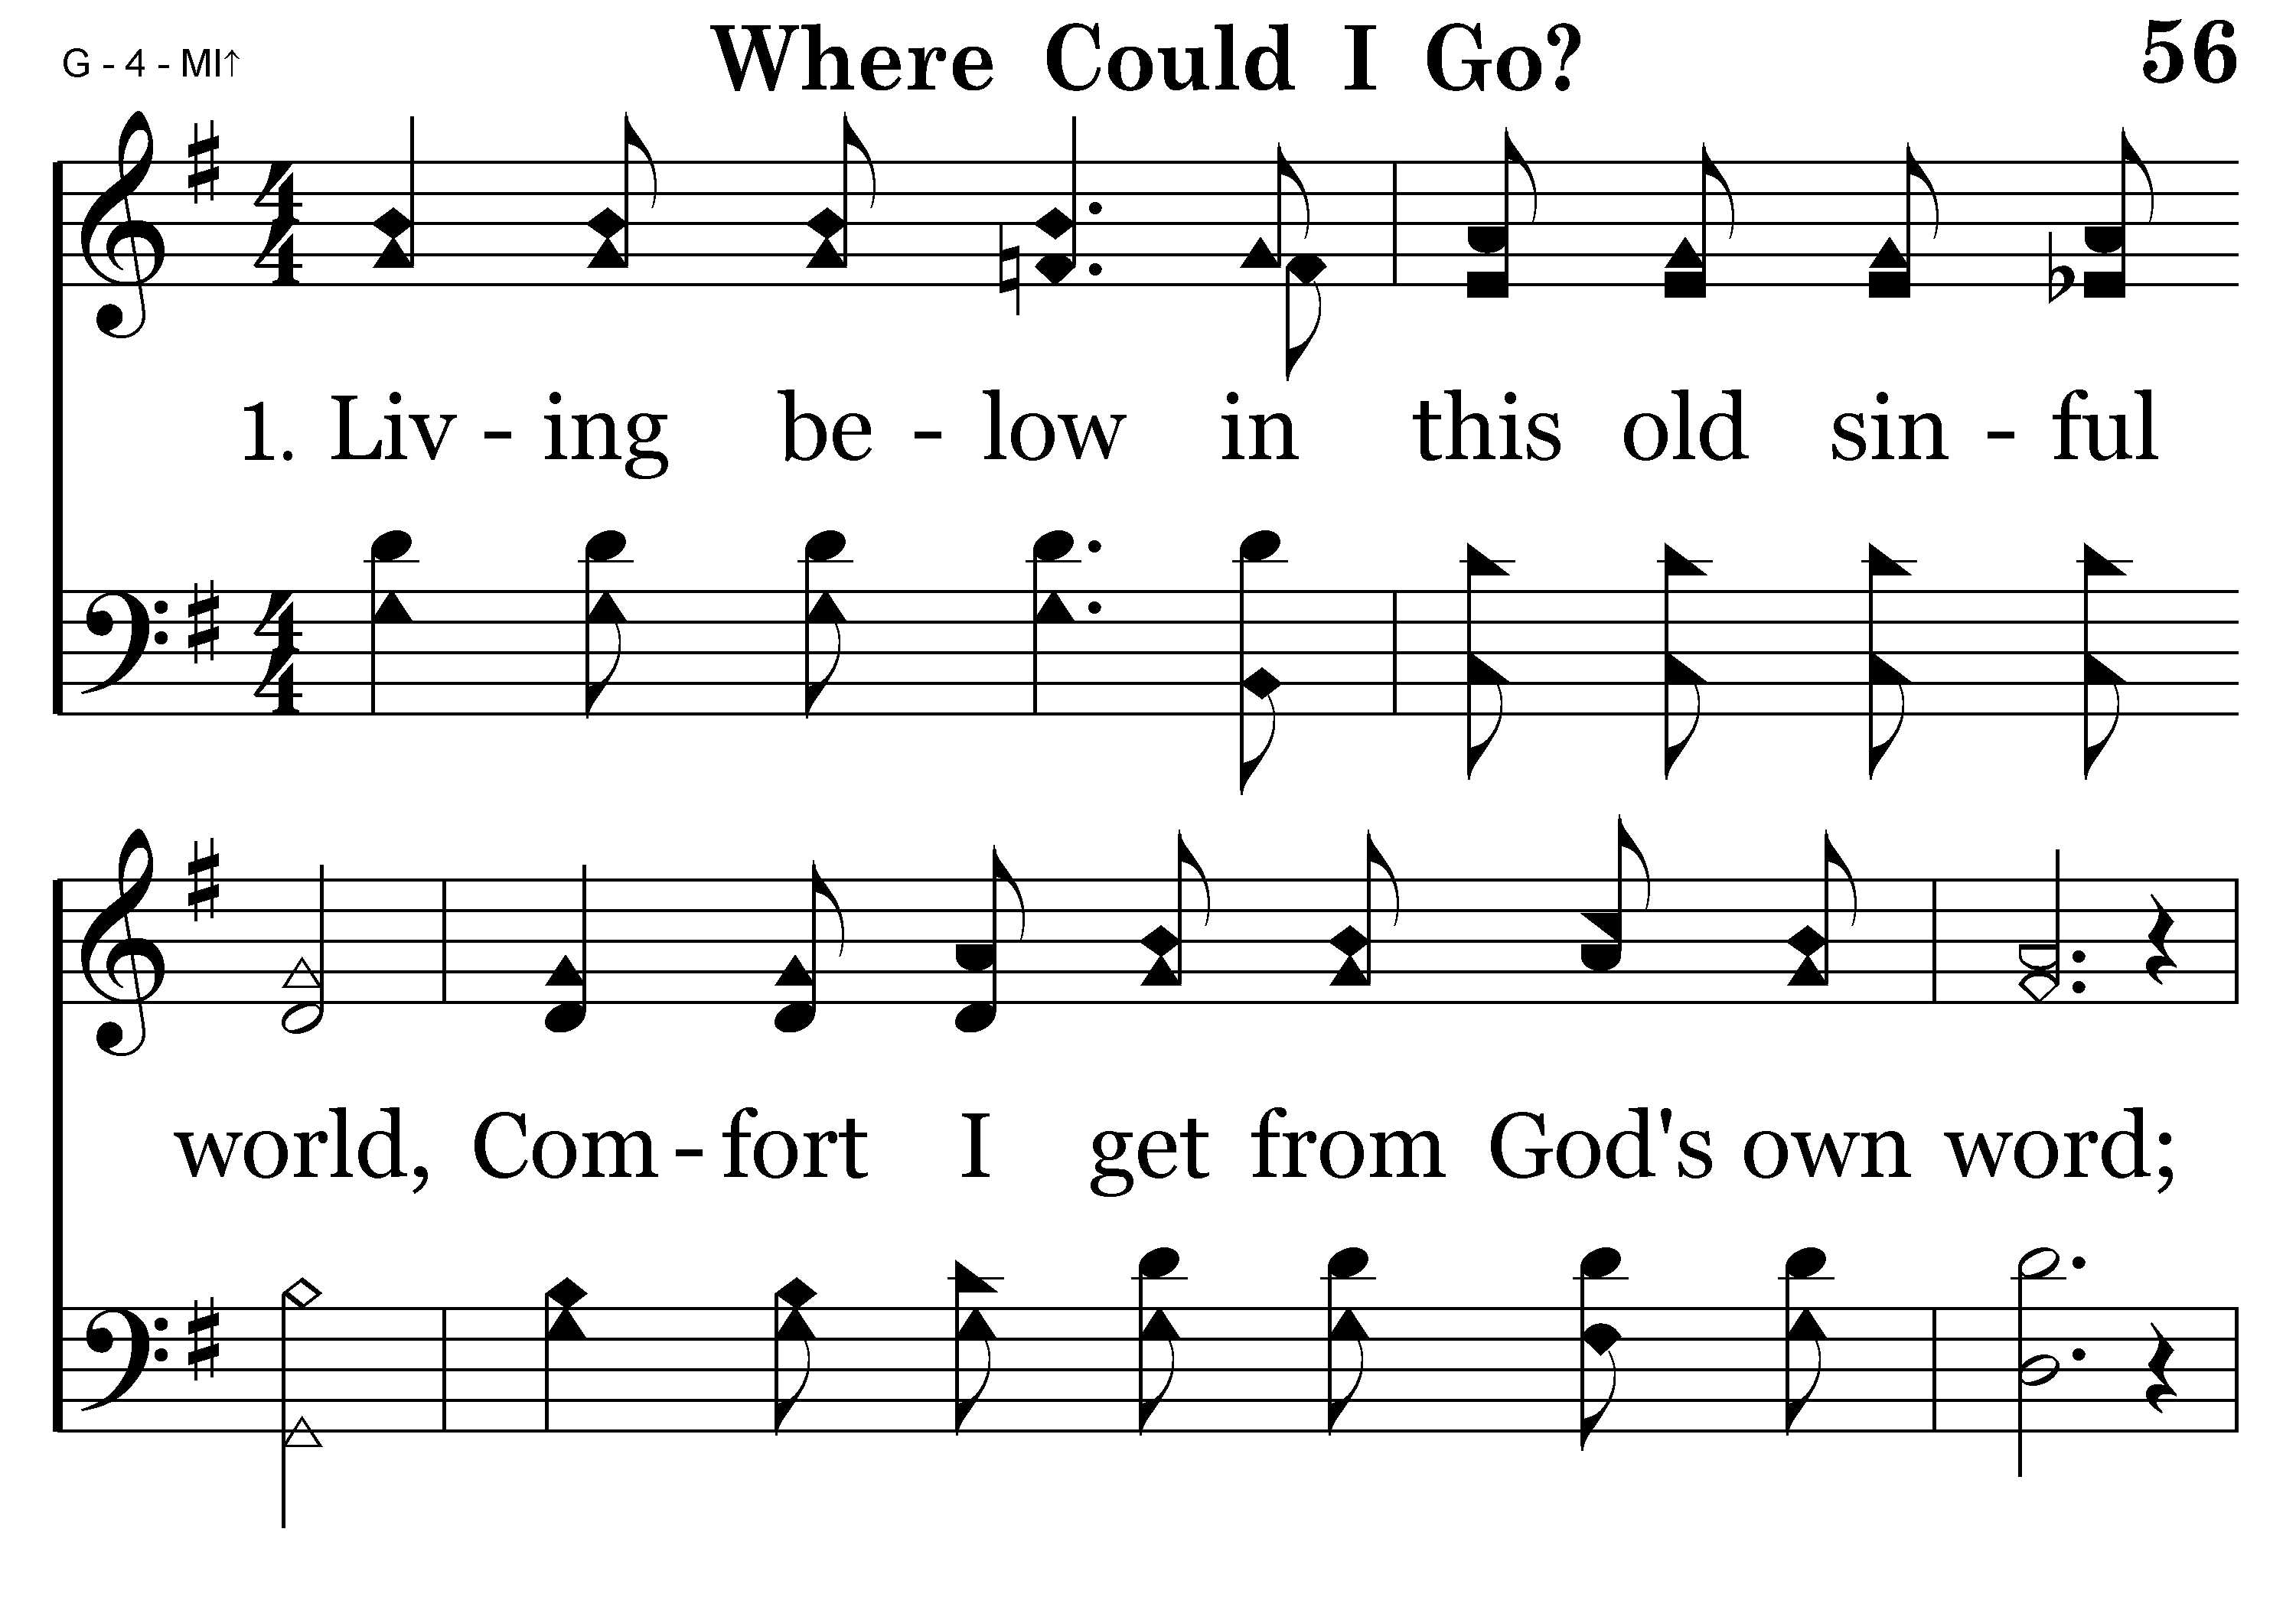 G - 4 - MI↑ Where Could I Go? 56
1. Liv - ing be - low in this old sin - ful
world, Com - fort I get from God's own word;